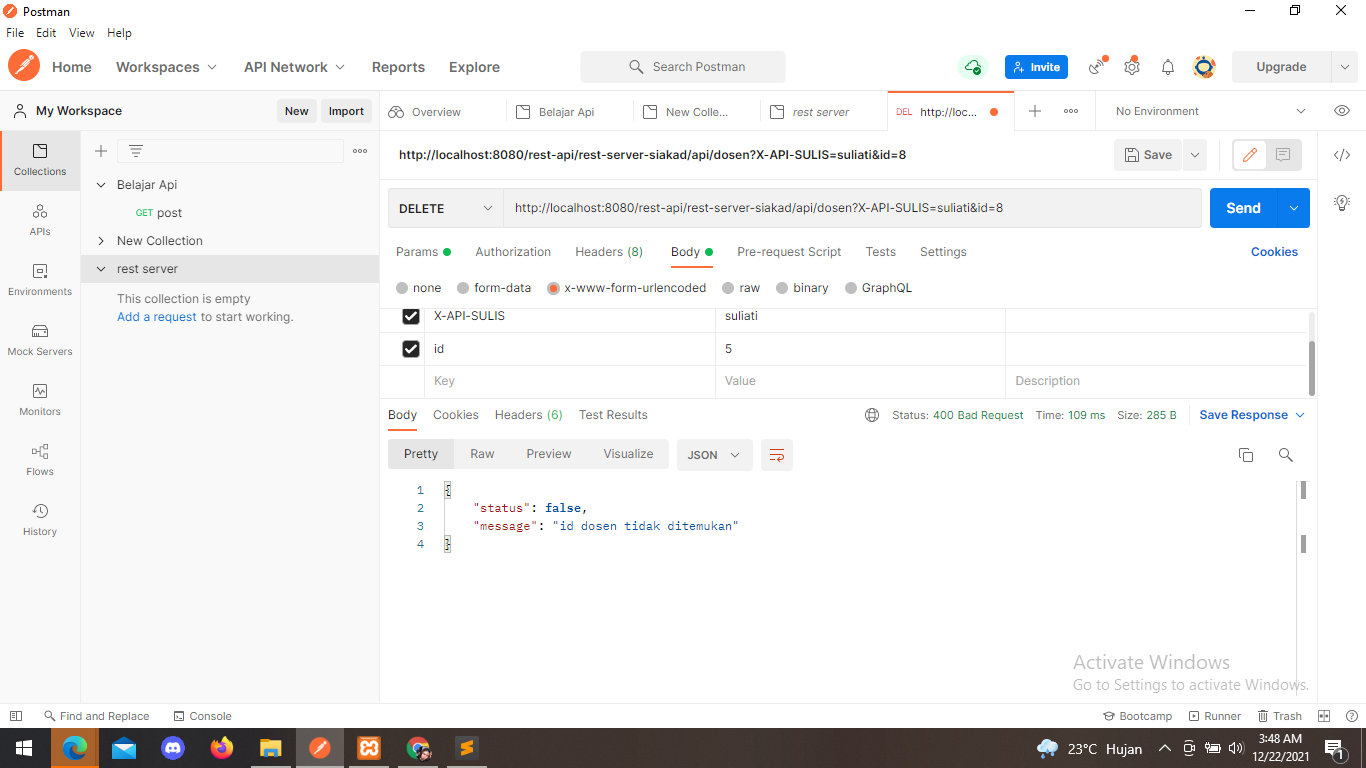 Postman
File Edit View Help
Home Workspaces API Network Reports Explore Search Postman Invite Upgrade
My Workspace New Import Overview Belajar Api New Colle... rest server DEL http://loc... No Environment
Collections
APIs
Environments
Mock Servers
Monitors
Flows
History
Belajar Api
GET post
New Collection
rest server
This collection is empty
Add a request to start working.
http://localhost:8080/rest-api/rest-server-siakad/api/dosen?X-API-SULIS=suliati&id=8 Save
DELETE http://localhost:8080/rest-api/rest-server-siakad/api/dosen?X-API-SULIS=suliati&id=8 Send
Params Authorization Headers (8) Body Pre-request Script Tests Settings Cookies
none form-data x-www-form-urlencoded raw binary GraphQL
X-API-SULIS suliati
id 5
Key Value Description
Body Cookies Headers (6) Test Results Status: 400 Bad Request Time: 109 ms Size: 285 B Save Response
Pretty Raw Preview Visualize JSON
1 {
2 "status": false,
3 "message": "id dosen tidak ditemukan"
4 }
Activate Windows
Go to Settings to activate Windows.
Find and Replace Console Bootcamp Runner Trash
23°C Hujan 3:48 AM
12/22/2021 1